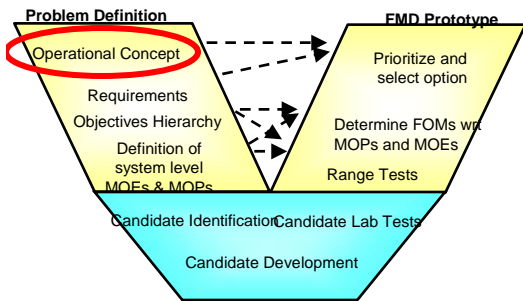 Problem Definition
Operational Concept
Requirements
Objectives Hierarchy
Definition of
system level
MOEs & MOPs
FMD Prototype
Prioritize and
select option
Determine FOMs wrt
MOPs and MOEs
Range Tests
Candidate Identification
Candidate Lab Tests
Candidate Development